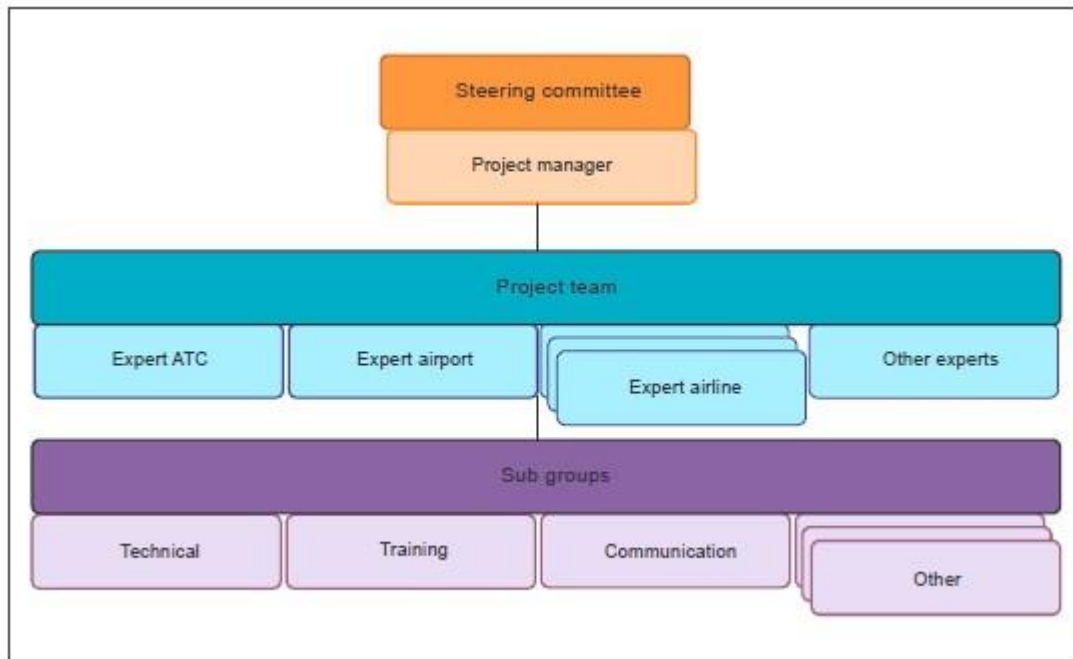 Steering committee
Project manager
Project team
Expert ATC
Expert airport
Expert airline
Other experts
Sub groups
Technical
Training
Communication
Other